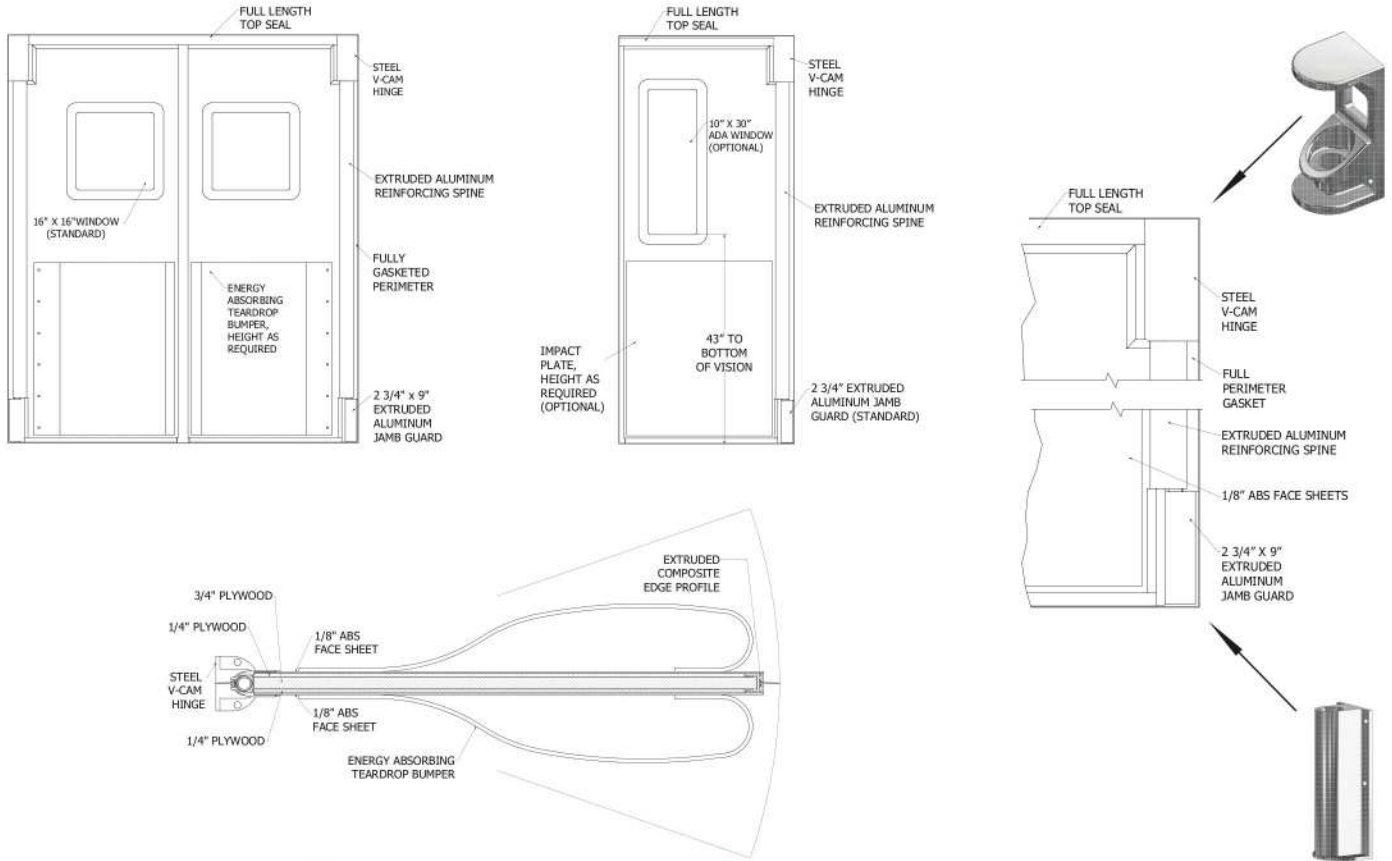 FULL LENGTH
TOP SEAL
STEEL
V-CAM
HINGE
16" X 16"WINDOW
(STANDARD)
EXTRUDED ALUMINUM
REINFORCING SPINE
FULLY
GASKETED
PERIMETER
ENERGY
ABSORBING
TEARDROP
BUMPER,
HEIGHT AS
REQUIRED
2 3/4" x 9"
EXTRUDED
ALUMINUM
JAMB GUARD
FULL LENGTH
TOP SEAL
STEEL
V-CAM
HINGE
10" X 30"
ADA WINDOW
(OPTIONAL)
EXTRUDED ALUMINUM
REINFORCING SPINE
43" TO
BOTTOM
OF VISION
IMPACT
PLATE,
HEIGHT AS
REQUIRED
(OPTIONAL)
2 3/4" EXTRUDED
ALUMINUM JAMB
GUARD (STANDARD)
FULL LENGTH
TOP SEAL
STEEL
V-CAM
HINGE
FULL
PERIMETER
GASKET
EXTRUDED ALUMINUM
REINFORCING SPINE
1/8" ABS FACE SHEETS
2 3/4" X 9"
EXTRUDED
ALUMINUM
JAMB GUARD
EXTRUDED
COMPOSITE
EDGE PROFILE
3/4" PLYWOOD
1/4" PLYWOOD
1/8" ABS
FACE SHEET
STEEL
V-CAM
HINGE
1/8" ABS
FACE SHEET
1/4" PLYWOOD
ENERGY ABSORBING
TEARDROP BUMPER